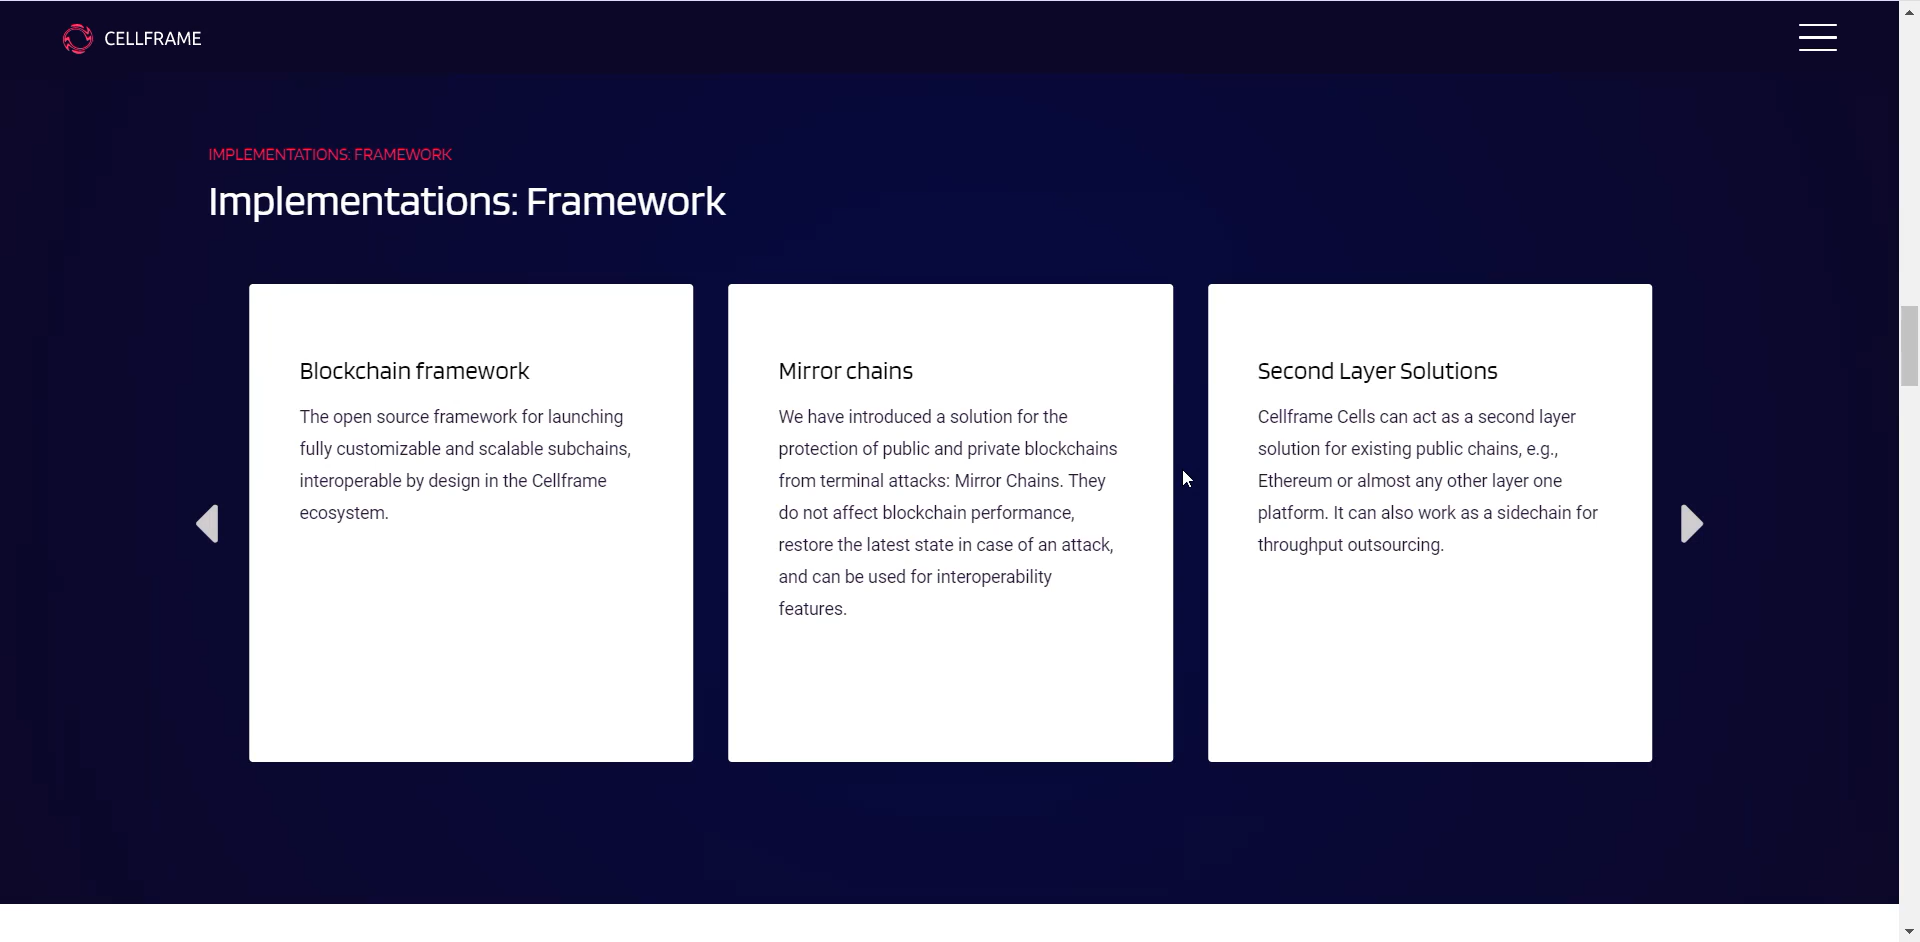 CELLFRAME
IMPLEMENTATIONS: FRAMEWORK
Implementations: Framework
Blockchain framework
The open source framework for launching
fully customizable and scalable subchains,
interoperable by design in the Cellframe
ecosystem.
Mirror chains
We have introduced a solution for the
protection of public and private blockchains
from terminal attacks: Mirror Chains. They
do not affect blockchain performance,
restore the latest state in case of an attack,
and can be used for interoperability
features.
Second Layer Solutions
Cellframe Cells can act as a second layer
solution for existing public chains, e.g.,
Ethereum or almost any other layer one
platform. It can also work as a sidechain for
throughput outsourcing.